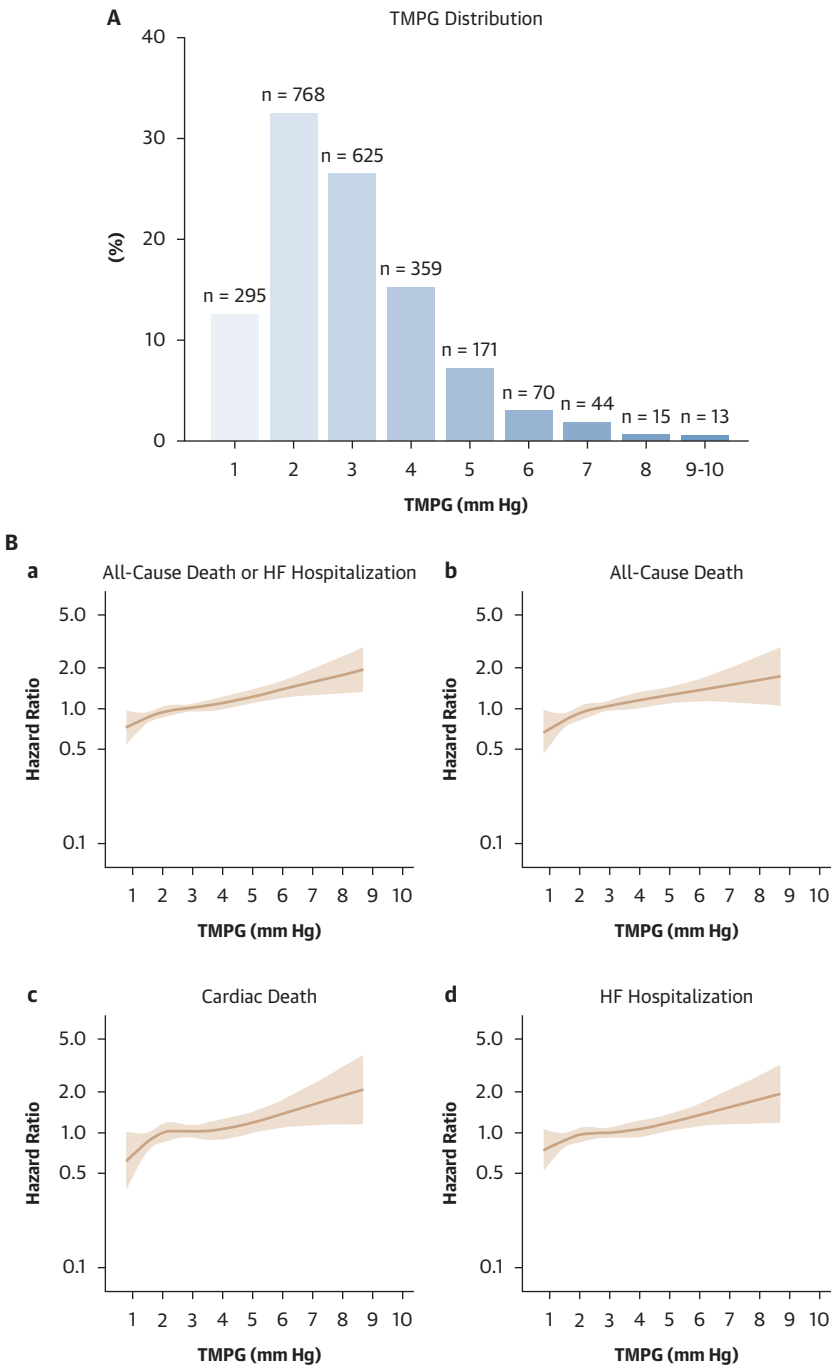 A
TMPG Distribution
40
30
20
10
0
(%)
n = 295
n = 768
n = 625
n = 359
n = 171
n = 70
n = 44
n = 15
n = 13
1 2 3 4 5 6 7 8 9-10
TMPG (mm Hg)
B
a
All-Cause Death or HF Hospitalization
5.0
2.0
1.0
0.5
0.1
Hazard Ratio
1 2 3 4 5 6 7 8 9 10
TMPG (mm Hg)
b
All-Cause Death
5.0
2.0
1.0
0.5
0.1
Hazard Ratio
1 2 3 4 5 6 7 8 9 10
TMPG (mm Hg)
c
Cardiac Death
5.0
2.0
1.0
0.5
0.1
Hazard Ratio
1 2 3 4 5 6 7 8 9 10
TMPG (mm Hg)
d
HF Hospitalization
5.0
2.0
1.0
0.5
0.1
Hazard Ratio
1 2 3 4 5 6 7 8 9 10
TMPG (mm Hg)